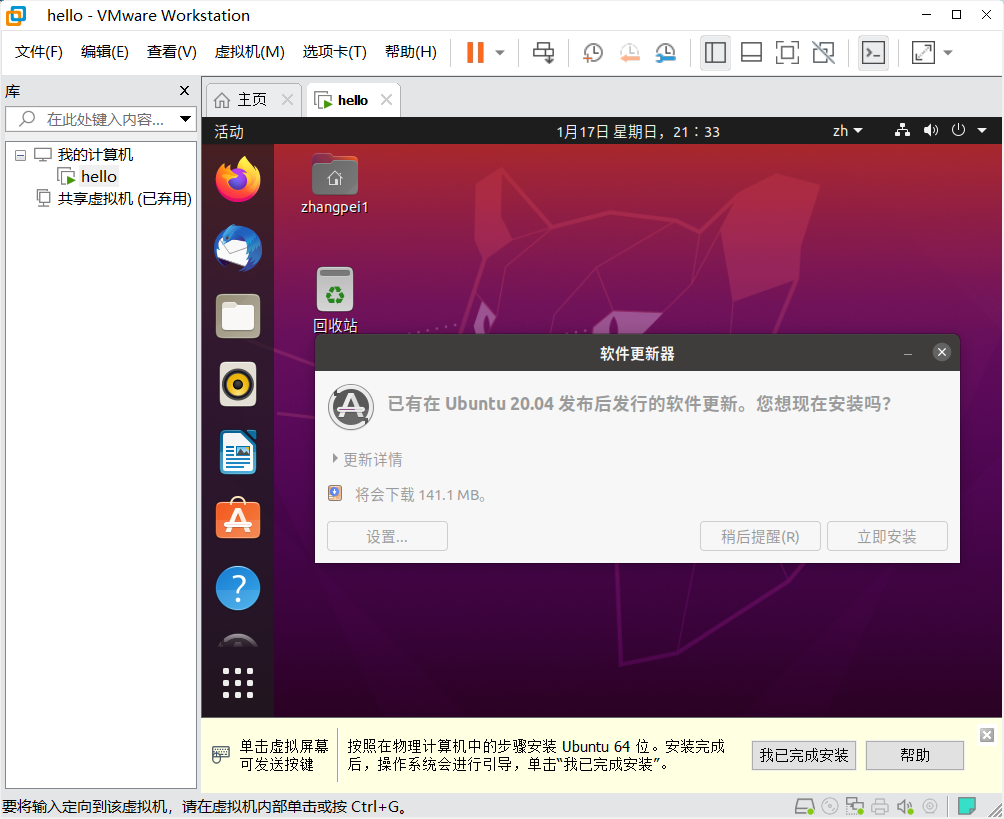 hello - VMware Workstation
文件(F) 编辑(E) 查看(V) 虚拟机(M) 选项卡(T) 帮助(H)
库
在此处键入内容...
我的计算机
hello
共享虚拟机 (已弃用)
主页
hello
活动
1月17日 星期日，21：33
zh
zhangpei1
回收站
软件更新器
已有在 Ubuntu 20.04 发布后发行的软件更新。您想现在安装吗？
更新详情
将会下载 141.1 MB。
设置...
稍后提醒(R)
立即安装
单击虚拟屏幕
可发送按键
按照在物理计算机中的步骤安装 Ubuntu 64 位。安装完成
后，操作系统会进行引导，单击“我已完成安装”。
我已完成安装
帮助
要将输入定向到该虚拟机，请在虚拟机内部单击或按 Ctrl+G。